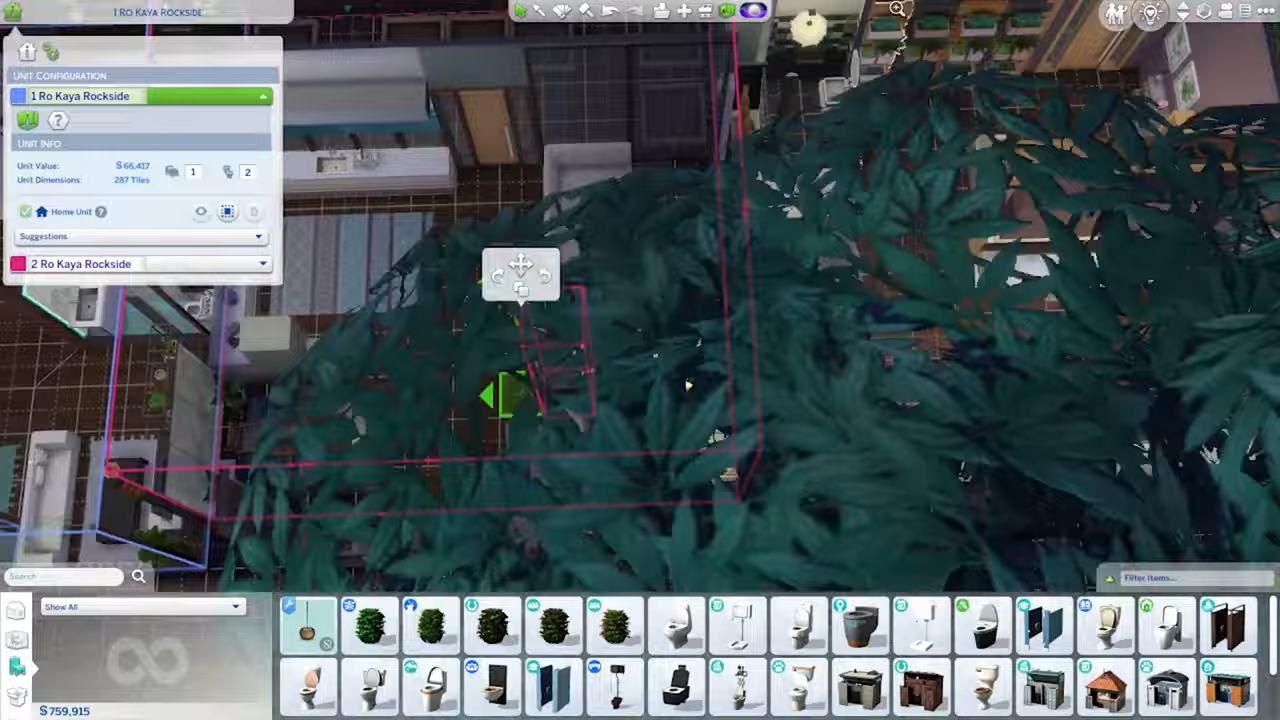 1 RO KAYA ROCKSIDE
UNIT CONFIGURATION
1 Ro Kaya Rockside
?
UNIT INFO
Unit Value: §66,417 1 2
Unit Dimensions: 287 Tiles
Home Unit ?
Suggestions
2 Ro Kaya Rockside
Search
Filter Items...
Show All
§759,915